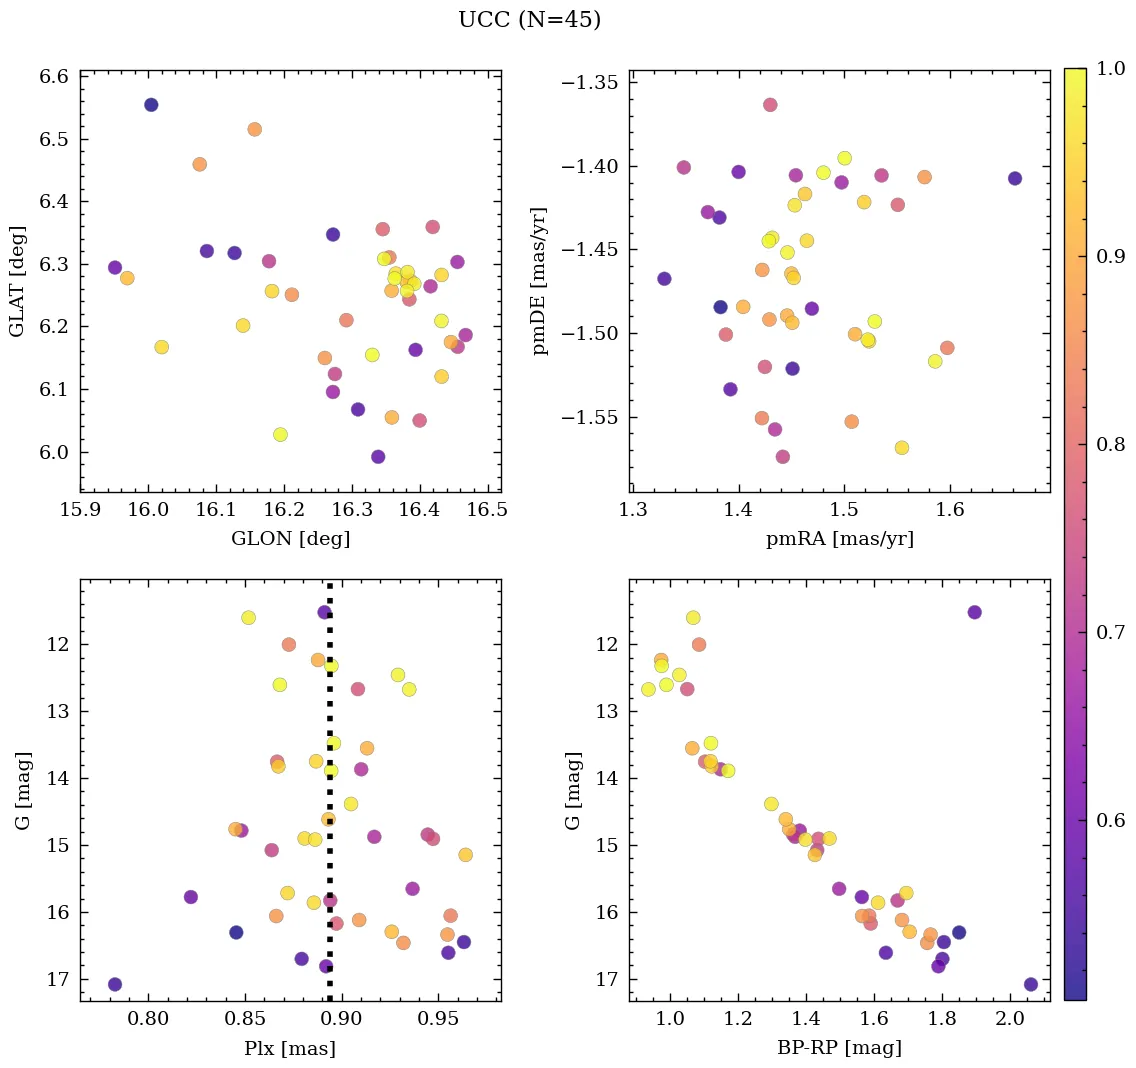 UCC (N=45)
6.6
6.5
6.4
6.3
6.2
6.1
6.0
GLAT [deg]
15.9 16.0 16.1 16.2 16.3 16.4 16.5
GLON [deg]
−1.35
−1.40
−1.45
−1.50
−1.55
pmDE [mas/yr]
1.3 1.4 1.5 1.6
pmRA [mas/yr]
12
13
14
15
16
17
G [mag]
0.80 0.85 0.90 0.95
Plx [mas]
12
13
14
15
16
17
G [mag]
1.0 1.2 1.4 1.6 1.8 2.0
BP-RP [mag]
1.0
0.9
0.8
0.7
0.6